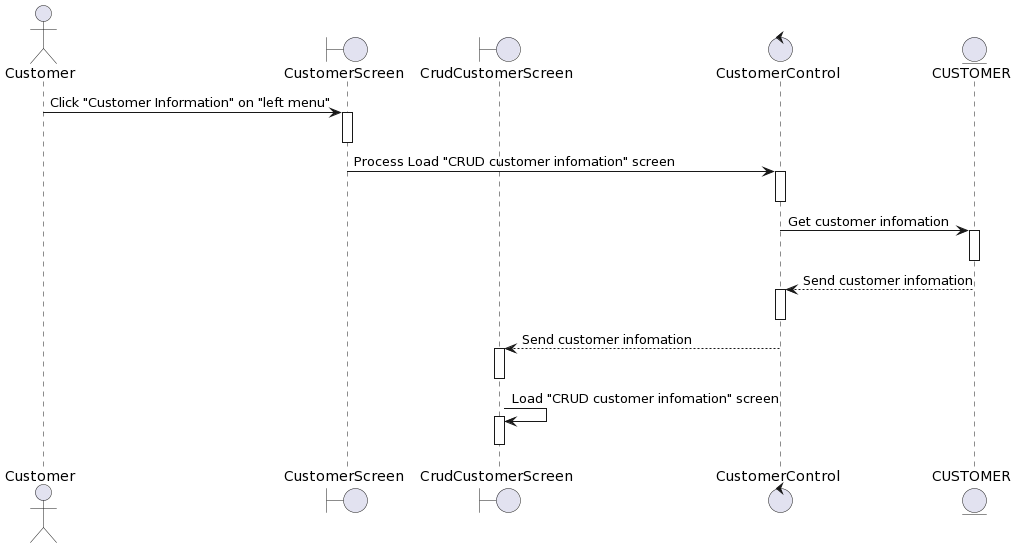 Customer
CustomerScreen
CrudCustomerScreen
CustomerControl
CUSTOMER
Click "Customer Information" on "left menu"
Process Load "CRUD customer infomation" screen
Get customer infomation
Send customer infomation
Send customer infomation
Load "CRUD customer infomation" screen
Customer
CustomerScreen
CrudCustomerScreen
CustomerControl
CUSTOMER